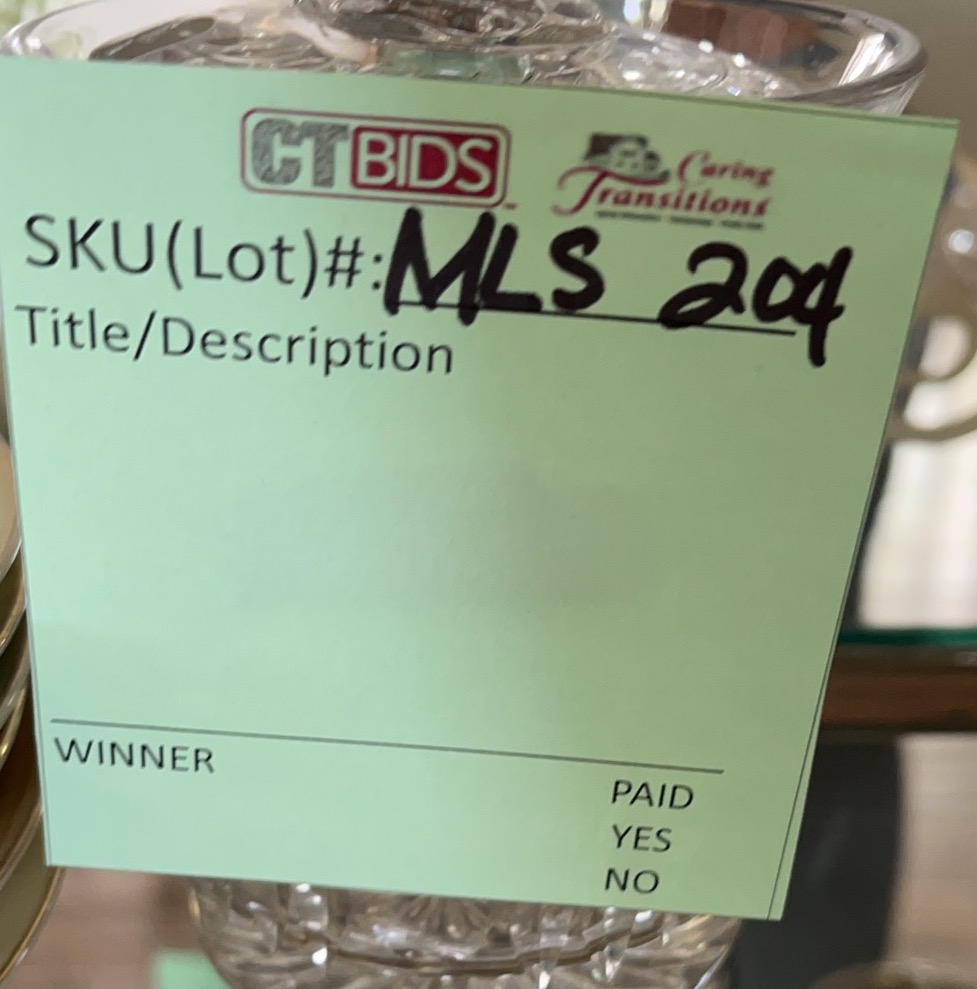 CTBIDS
Caring
Transitions
SKU(Lot)#: MLS 204
Title/Description
WINNER
PAID
YES
NO